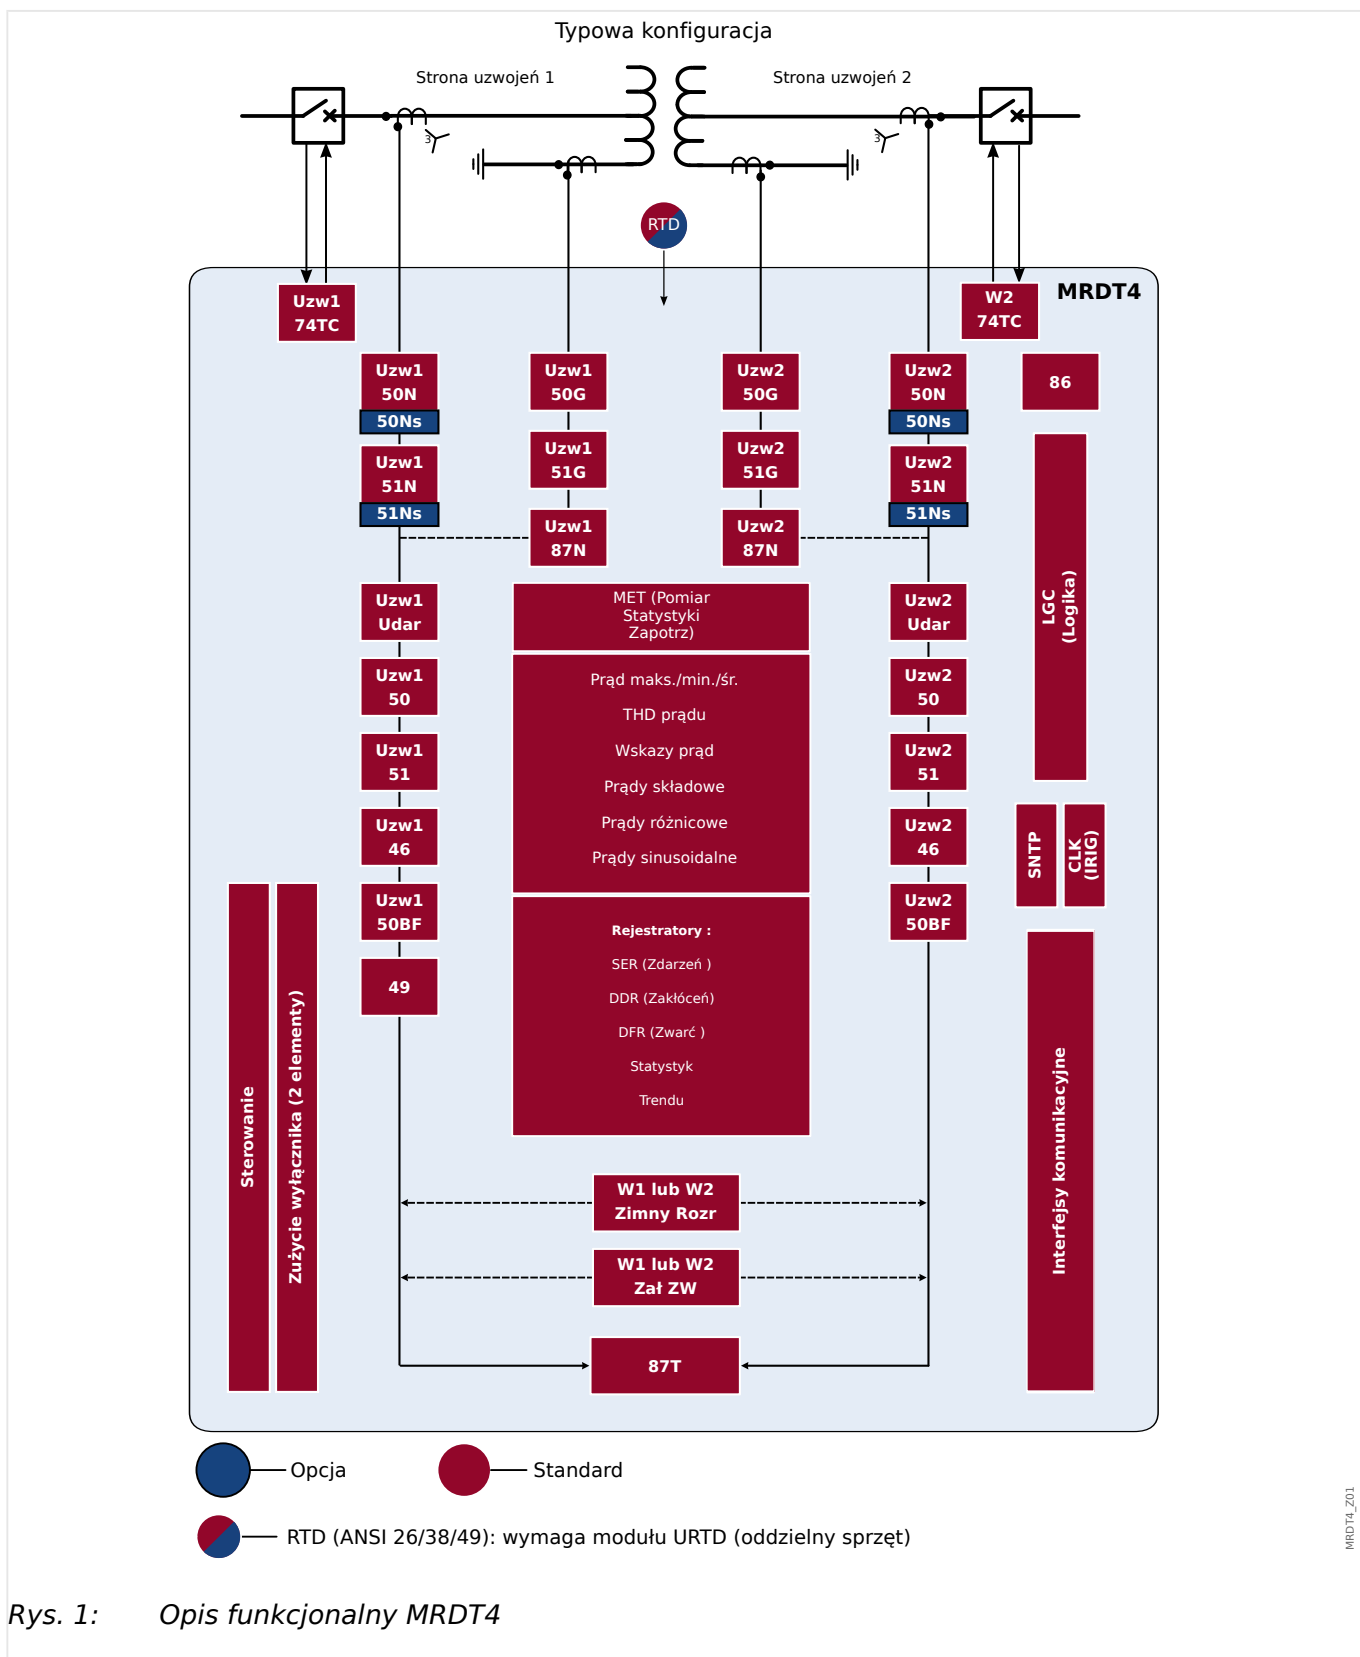 Typowa konfiguracja
Strona uzwojeń 1
Strona uzwojeń 2
3
3
RTD
MRDT4
Uzw1
74TC
W2
74TC
Uzw1
50N
50Ns
Uzw1
50G
Uzw2
50G
Uzw2
50N
50Ns
86
Uzw1
51N
51Ns
Uzw1
51G
Uzw2
51G
Uzw2
51N
51Ns
Uzw1
87N
Uzw2
87N
LGC
(Logika)
Uzw1
Udar
MET (Pomiar
Statystyki
Zapotrz)
Uzw2
Udar
Uzw1
50
Uzw2
50
Prąd maks./min./śr.
THD prądu
Wskazy prąd
Prądy składowe
Prądy różnicowe
Prądy sinusoidalne
Uzw1
51
Uzw2
51
Uzw1
46
Uzw2
46
SNTP
CLK
(IRIG)
Uzw1
50BF
Uzw2
50BF
49
Rejestratory :
SER (Zdarzeń )
DDR (Zakłóceń)
DFR (Zwarć )
Statystyk
Trendu
Sterowanie
Zużycie wyłącznika (2 elementy)
Interfejsy komunikacyjne
W1 lub W2
Zimny Rozr
W1 lub W2
Zał ZW
87T
Opcja
Standard
RTD (ANSI 26/38/49): wymaga modułu URTD (oddzielny sprzęt)
MRDT4_Z01
Rys. 1: Opis funkcjonalny MRDT4